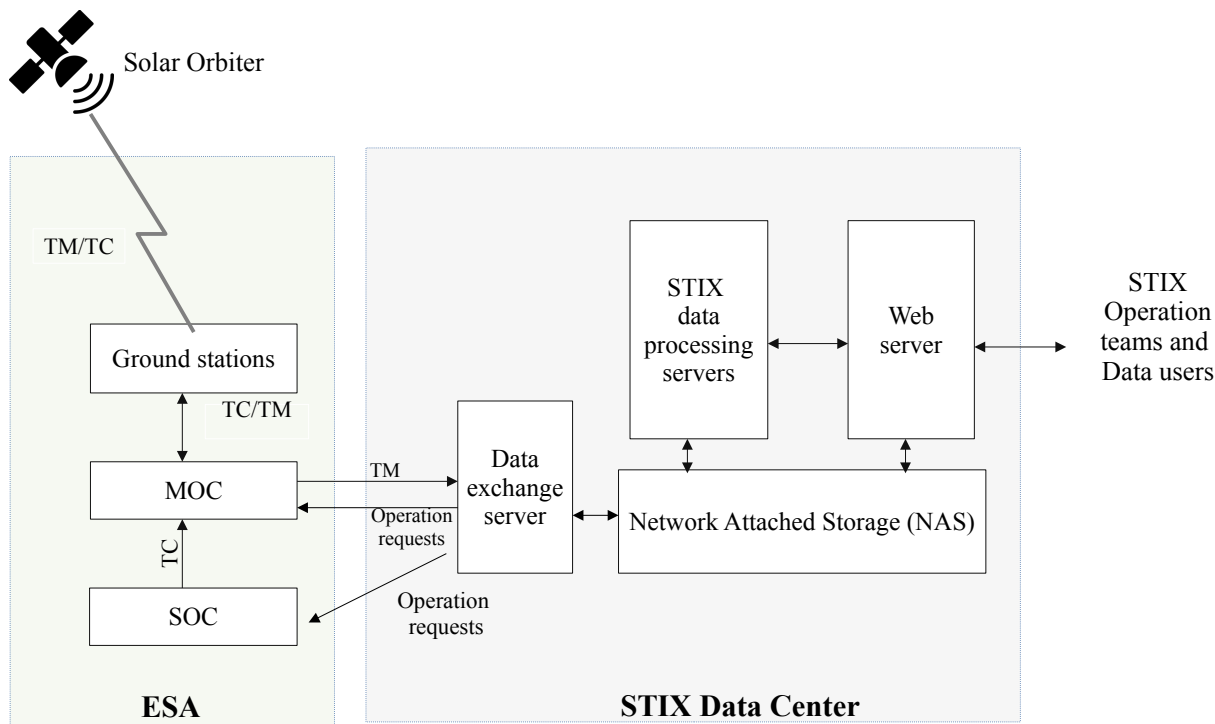 Solar Orbiter
TM/TC
Ground stations
TC/TM
MOC
TC
SOC
ESA
TM
Operation
requests
Operation
requests
Data
exchange
server
STIX
data
processing
servers
Web
server
Network Attached Storage (NAS)
STIX Data Center
STIX
Operation
teams and
Data users